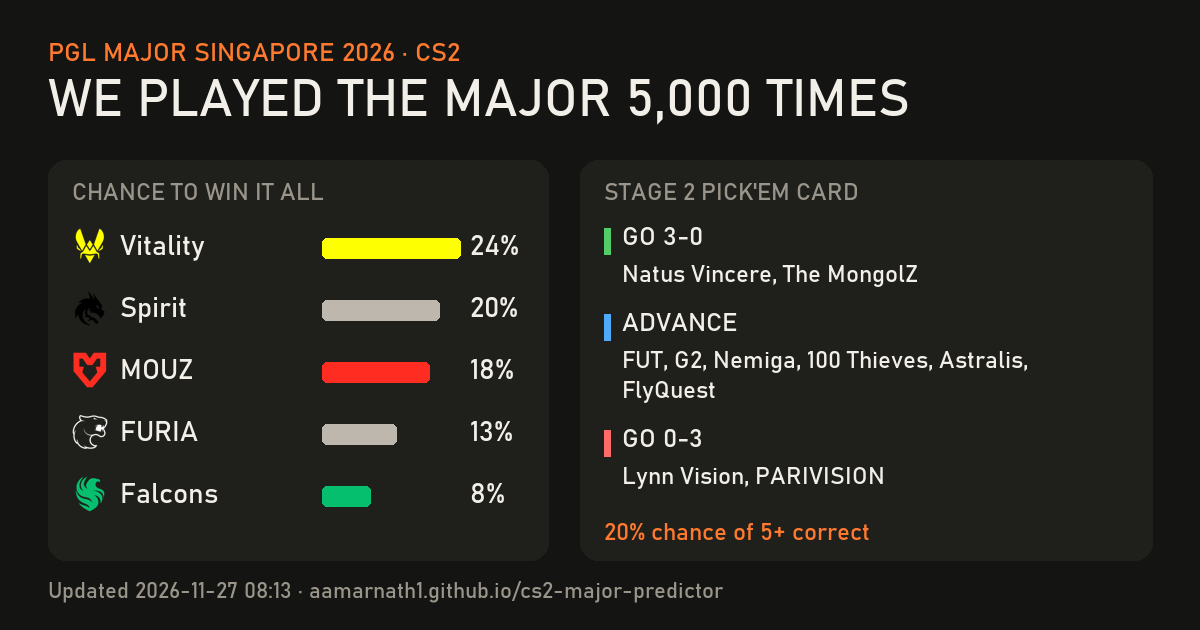 PGL MAJOR SINGAPORE 2026 · CS2
WE PLAYED THE MAJOR 5,000 TIMES
CHANCE TO WIN IT ALL
Vitality 24%
Spirit 20%
MOUZ 18%
FURIA 13%
Falcons 8%
STAGE 2 PICK'EM CARD
GO 3-0
Natus Vincere, The MongolZ
ADVANCE
FUT, G2, Nemiga, 100 Thieves, Astralis,
FlyQuest
GO 0-3
Lynn Vision, PARIVISION
20% chance of 5+ correct
Updated 2026-11-27 08:13 · aamarnath1.github.io/cs2-major-predictor